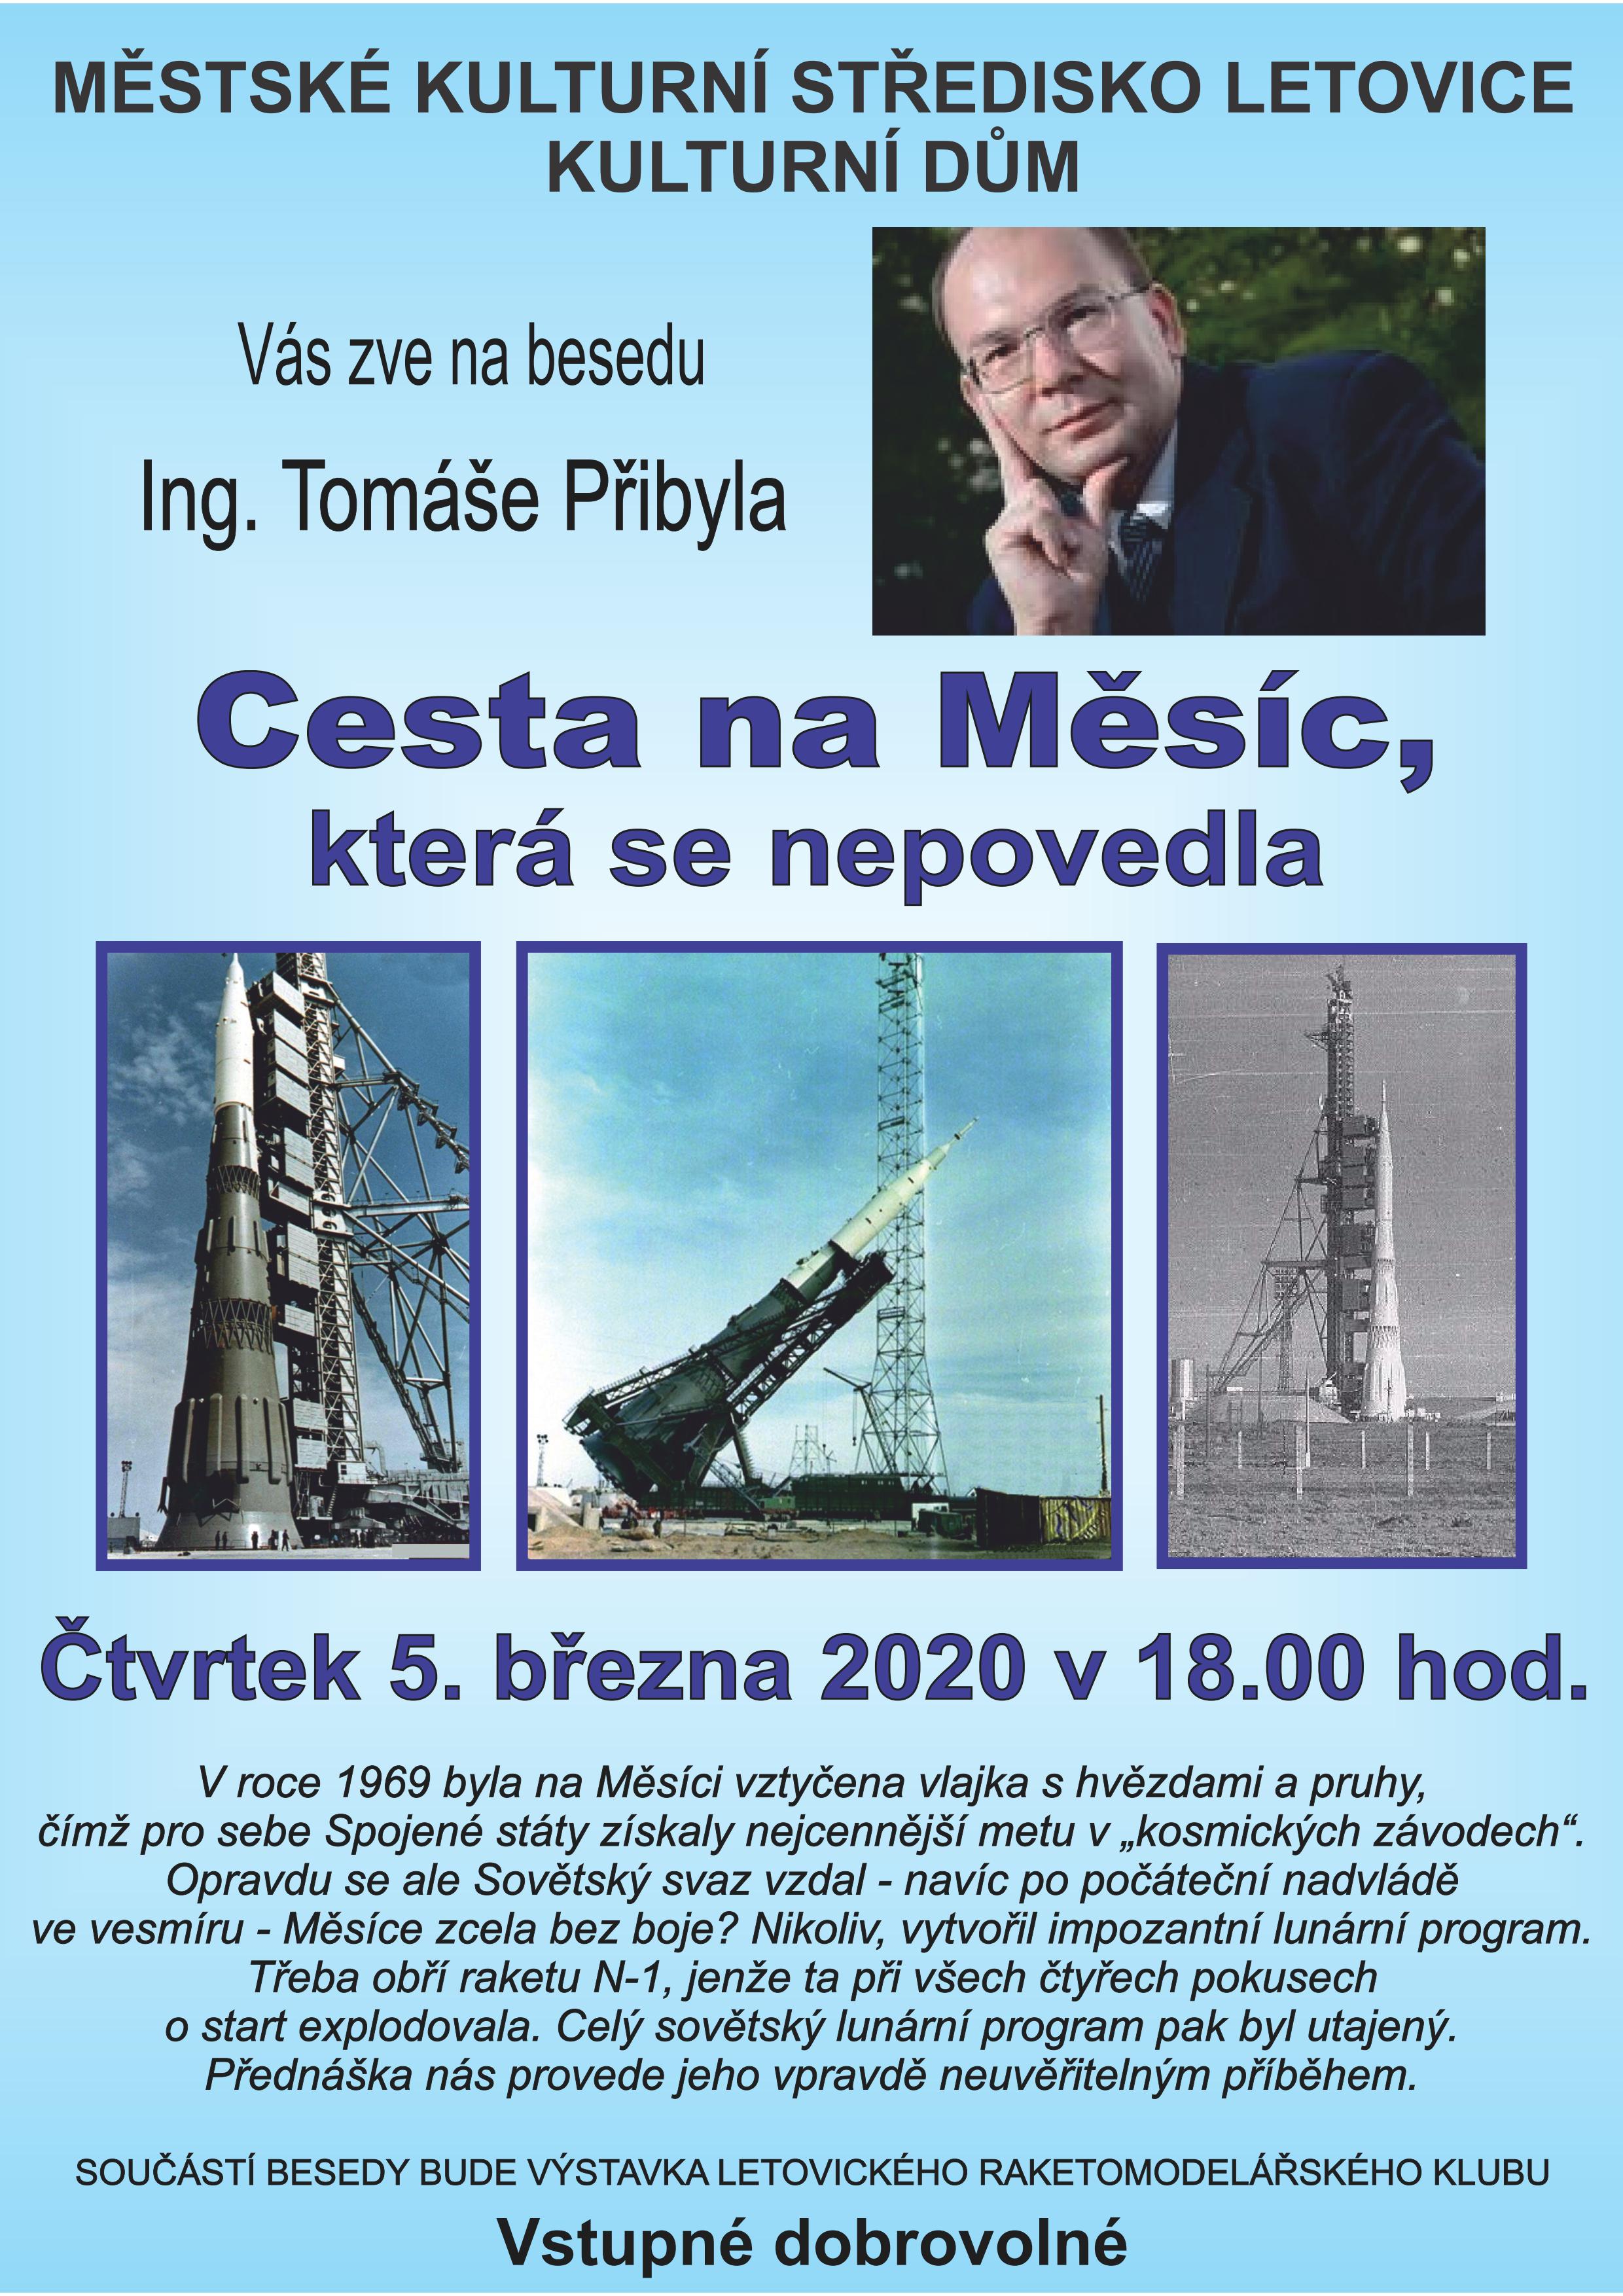 MĚSTSKÉ KULTURNÍ STŘEDISKO LETOVICE
KULTURNÍ DŮM
Vás zve na besedu
Ing. Tomáše Přibyla
Cesta na Měsíc,
která se nepovedla
Čtvrtek 5. března 2020 v 18.00 hod.
V roce 1969 byla na Měsíci vztyčena vlajka s hvězdami a pruhy,
čímž pro sebe Spojené státy získaly nejcennější metu v „kosmických závodech“.
Opravdu se ale Sovětský svaz vzdal - navíc po počáteční nadvládě
ve vesmíru - Měsíce zcela bez boje? Nikoliv, vytvořil impozantní lunární program.
Třeba obří raketu N-1, jenže ta při všech čtyřech pokusech
o start explodovala. Celý sovětský lunární program pak byl utajený.
Přednáška nás provede jeho vpravdě neuvěřitelným příběhem.
SOUČÁSTÍ BESEDY BUDE VÝSTAVKA LETOVICKÉHO RAKETOMODELÁŘSKÉHO KLUBU
Vstupné dobrovolné